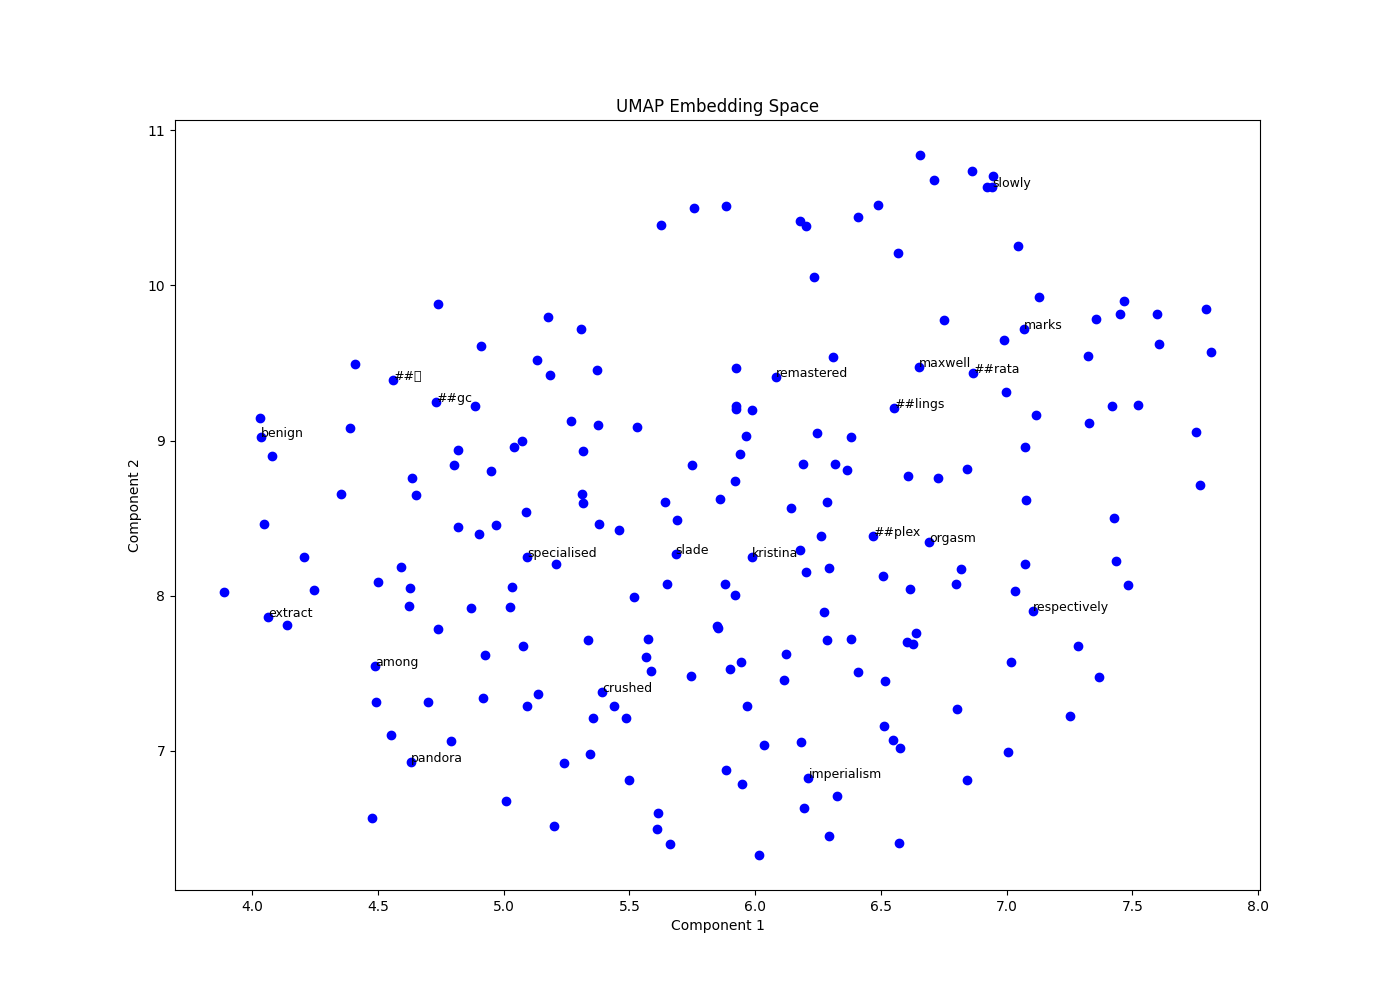 UMAP Embedding Space
11
slowly
10
marks
maxwell
##rata
remastered
##
##gc
##lings
benign
9
Component 2
##plex
orgasm
specialised
slade
kristina
8
extract
respectively
among
crushed
7
pandora
imperialism
4.0 4.5 5.0 5.5 6.0 6.5 7.0 7.5 8.0
Component 1